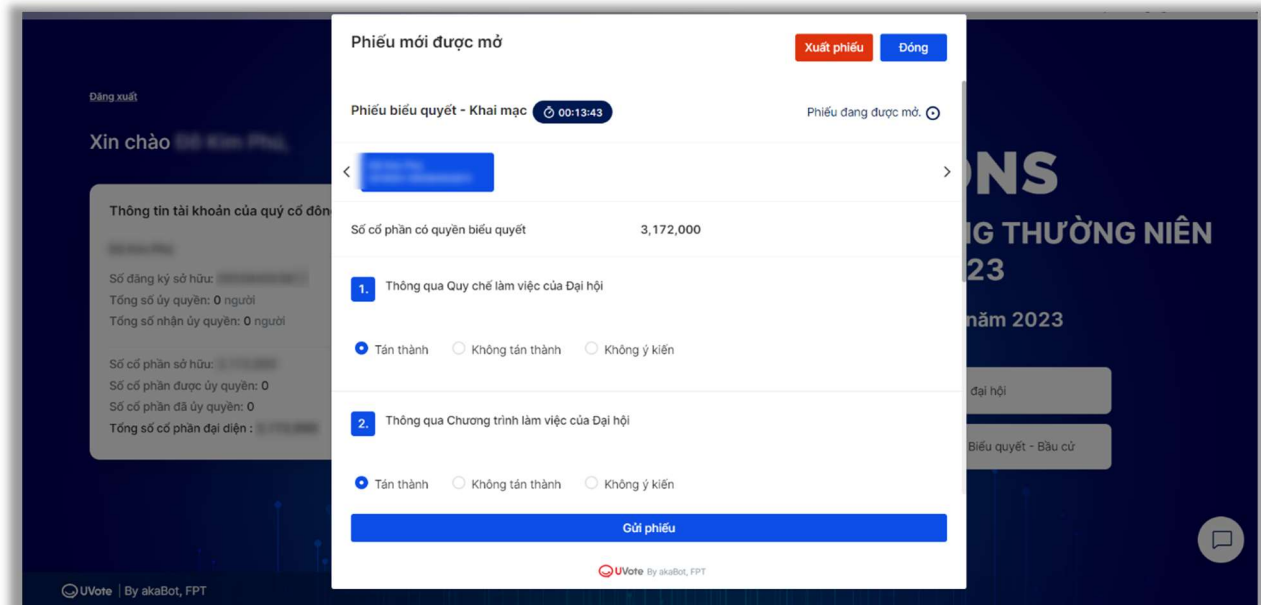 Phiếu mới được mở
Xuất phiếu
Đóng
Phiếu biểu quyết - Khai mạc
00:13:43
Phiếu đang được mở.
Số cổ phần có quyền biểu quyết
3,172,000
1.
Thông qua Quy chế làm việc của Đại hội
Tán thành
Không tán thành
Không ý kiến
2.
Thông qua Chương trình làm việc của Đại hội
Tán thành
Không tán thành
Không ý kiến
Gửi phiếu
UVote By akaBot, FPT
Đăng xuất
Xin chào
Thông tin tài khoản của quý cổ đôn
Số đăng ký sở hữu:
Tổng số ủy quyền: 0 người
Tổng số nhận ủy quyền: 0 người
Số cổ phần sở hữu:
Số cổ phần được ủy quyền: 0
Số cổ phần đã ủy quyền: 0
Tổng số cổ phần đại diện :
NS
G THƯỜNG NIÊN
23
năm 2023
đại hội
Biểu quyết - Bầu cử
UVote | By akaBot, FPT